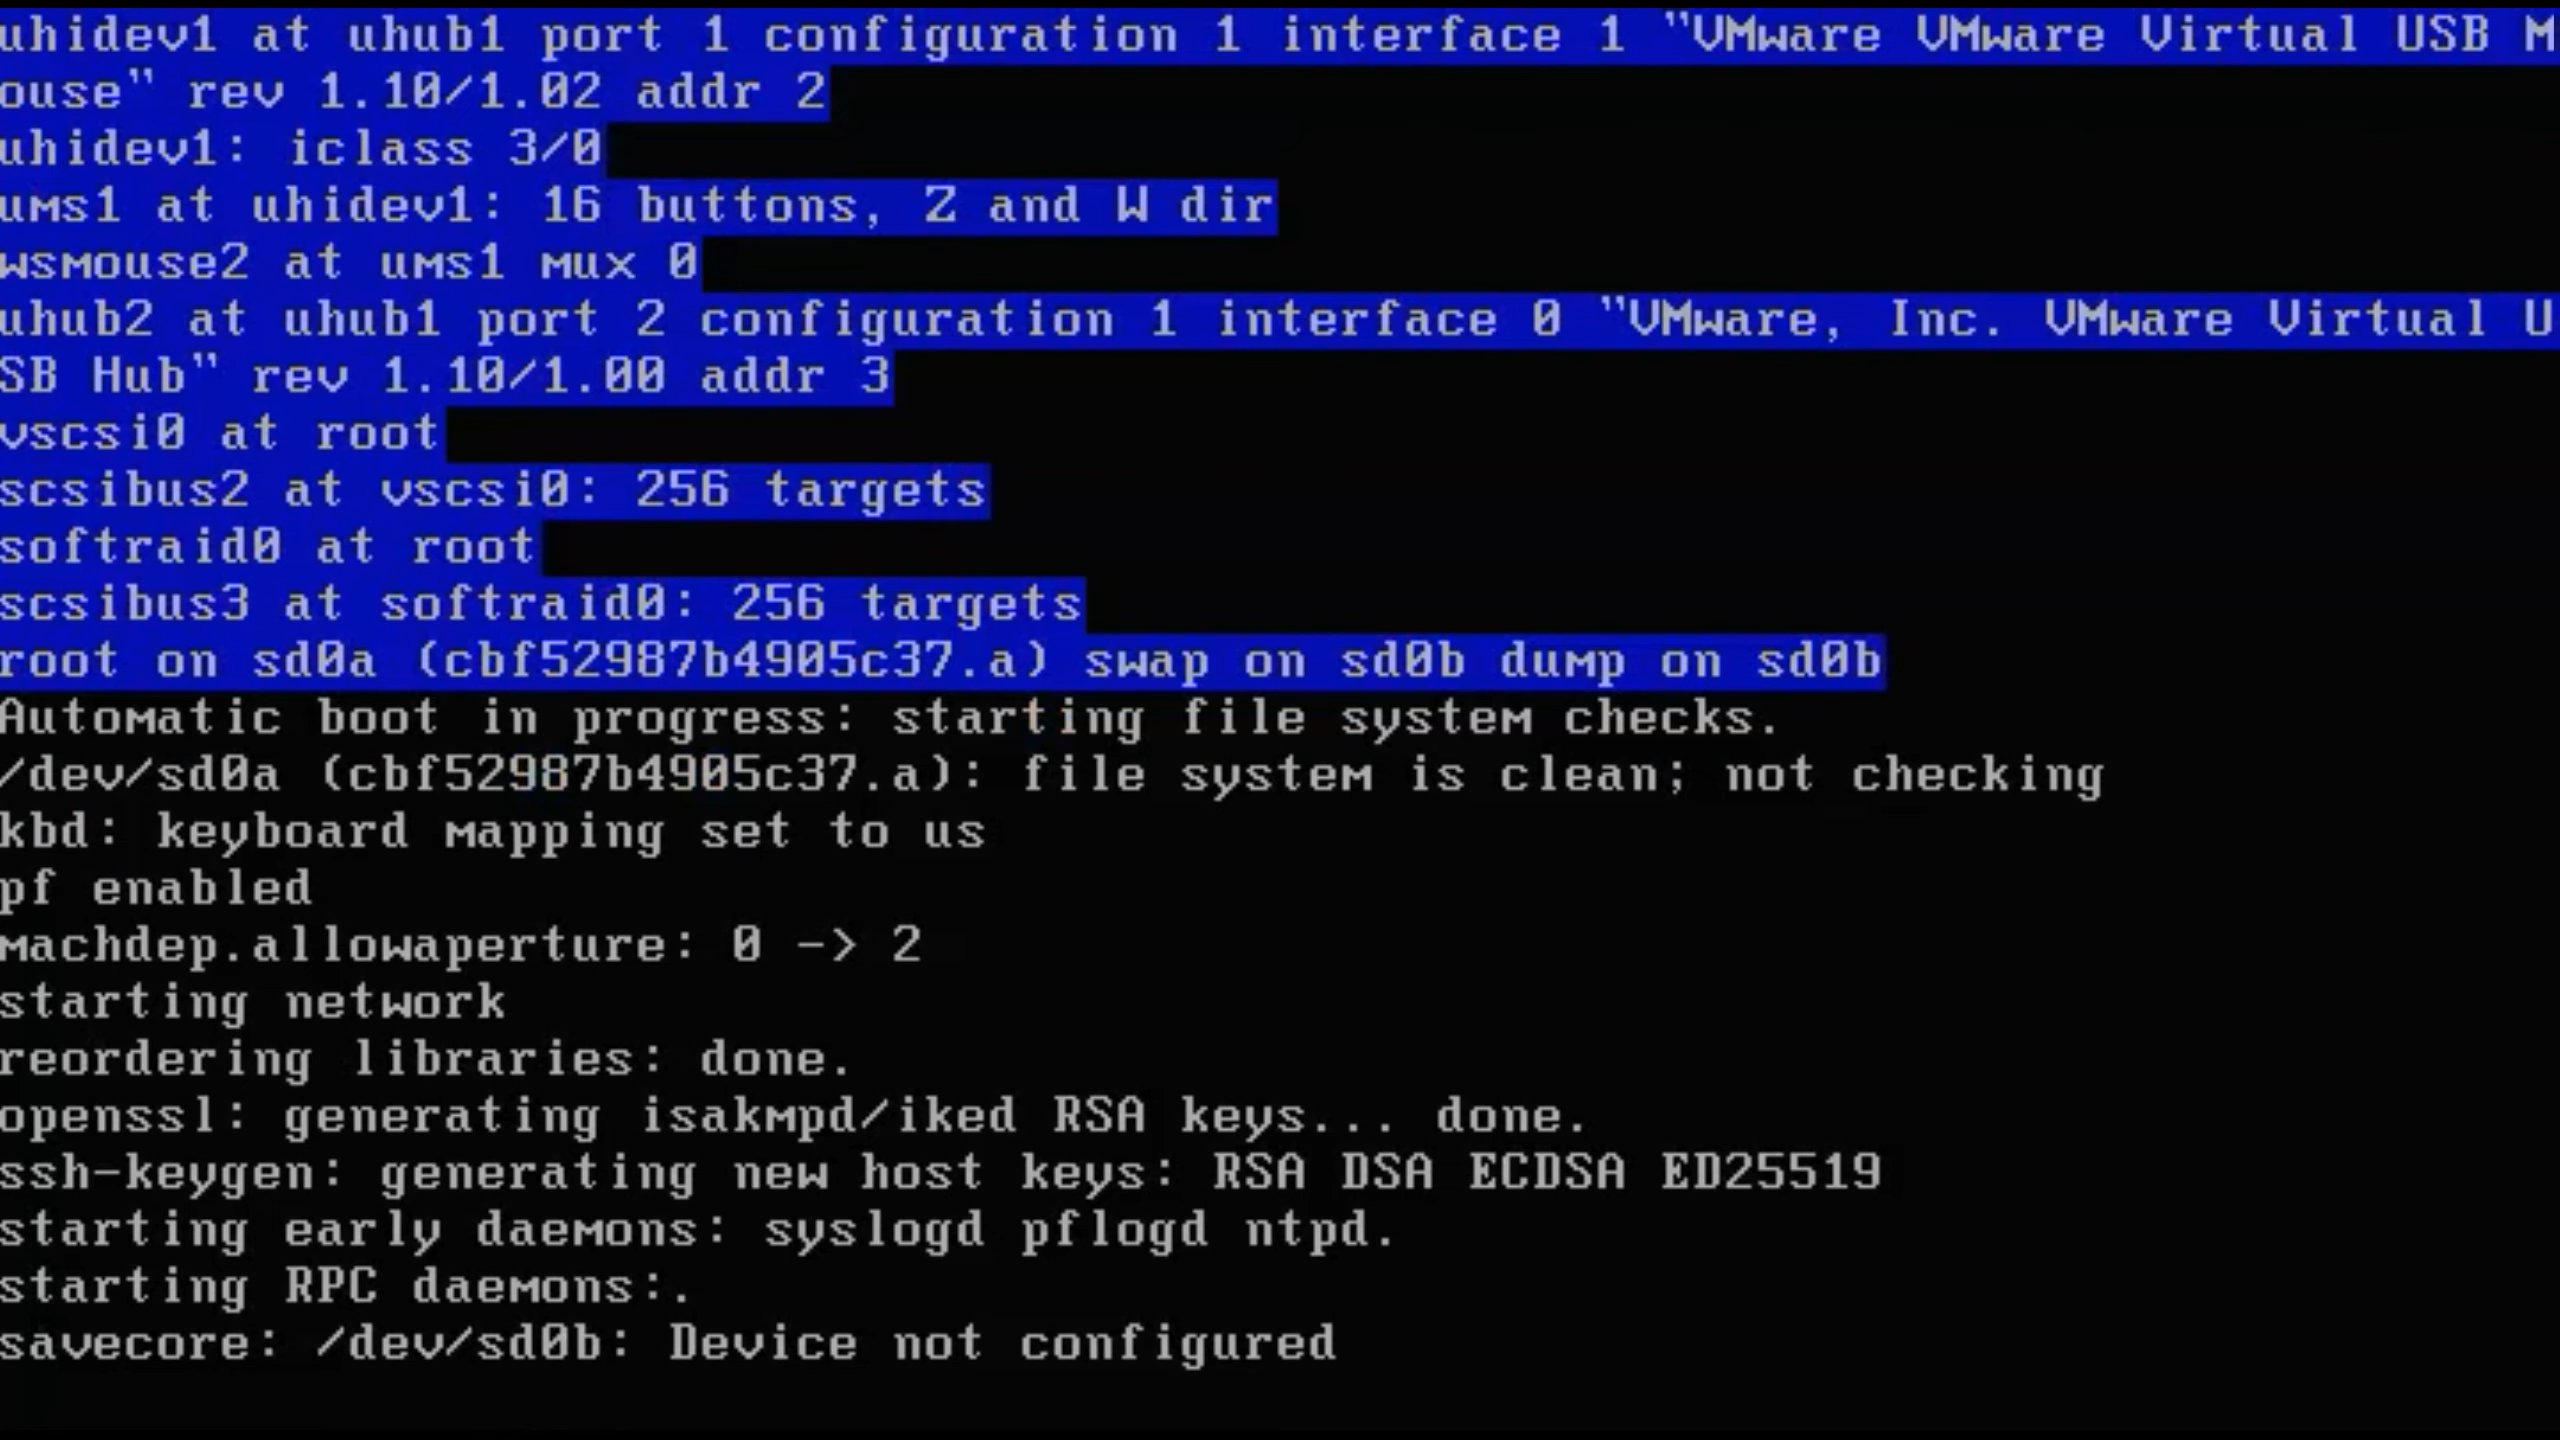 uhidev1 at uhub1 port 1 configuration 1 interface 1 "VMware VMware Virtual USB M
ouse" rev 1.10/1.02 addr 2
uhidev1: iclass 3/0
ums1 at uhidev1: 16 buttons, Z and W dir
wsmouse2 at ums1 mux 0
uhub2 at uhub1 port 2 configuration 1 interface 0 "VMware, Inc. VMware Virtual U
SB Hub" rev 1.10/1.00 addr 3
vscsi0 at root
scsibus2 at vscsi0: 256 targets
softraid0 at root
scsibus3 at softraid0: 256 targets
root on sd0a (cbf52987b4905c37.a) swap on sd0b dump on sd0b
Automatic boot in progress: starting file system checks.
/dev/sd0a (cbf52987b4905c37.a): file system is clean; not checking
kbd: keyboard mapping set to us
pf enabled
machdep.allowaperture: 0 -> 2
starting network
reordering libraries: done.
openssl: generating isakmpd/iked RSA keys... done.
ssh-keygen: generating new host keys: RSA DSA ECDSA ED25519
starting early daemons: syslogd pflogd ntpd.
starting RPC daemons:.
savecore: /dev/sd0b: Device not configured